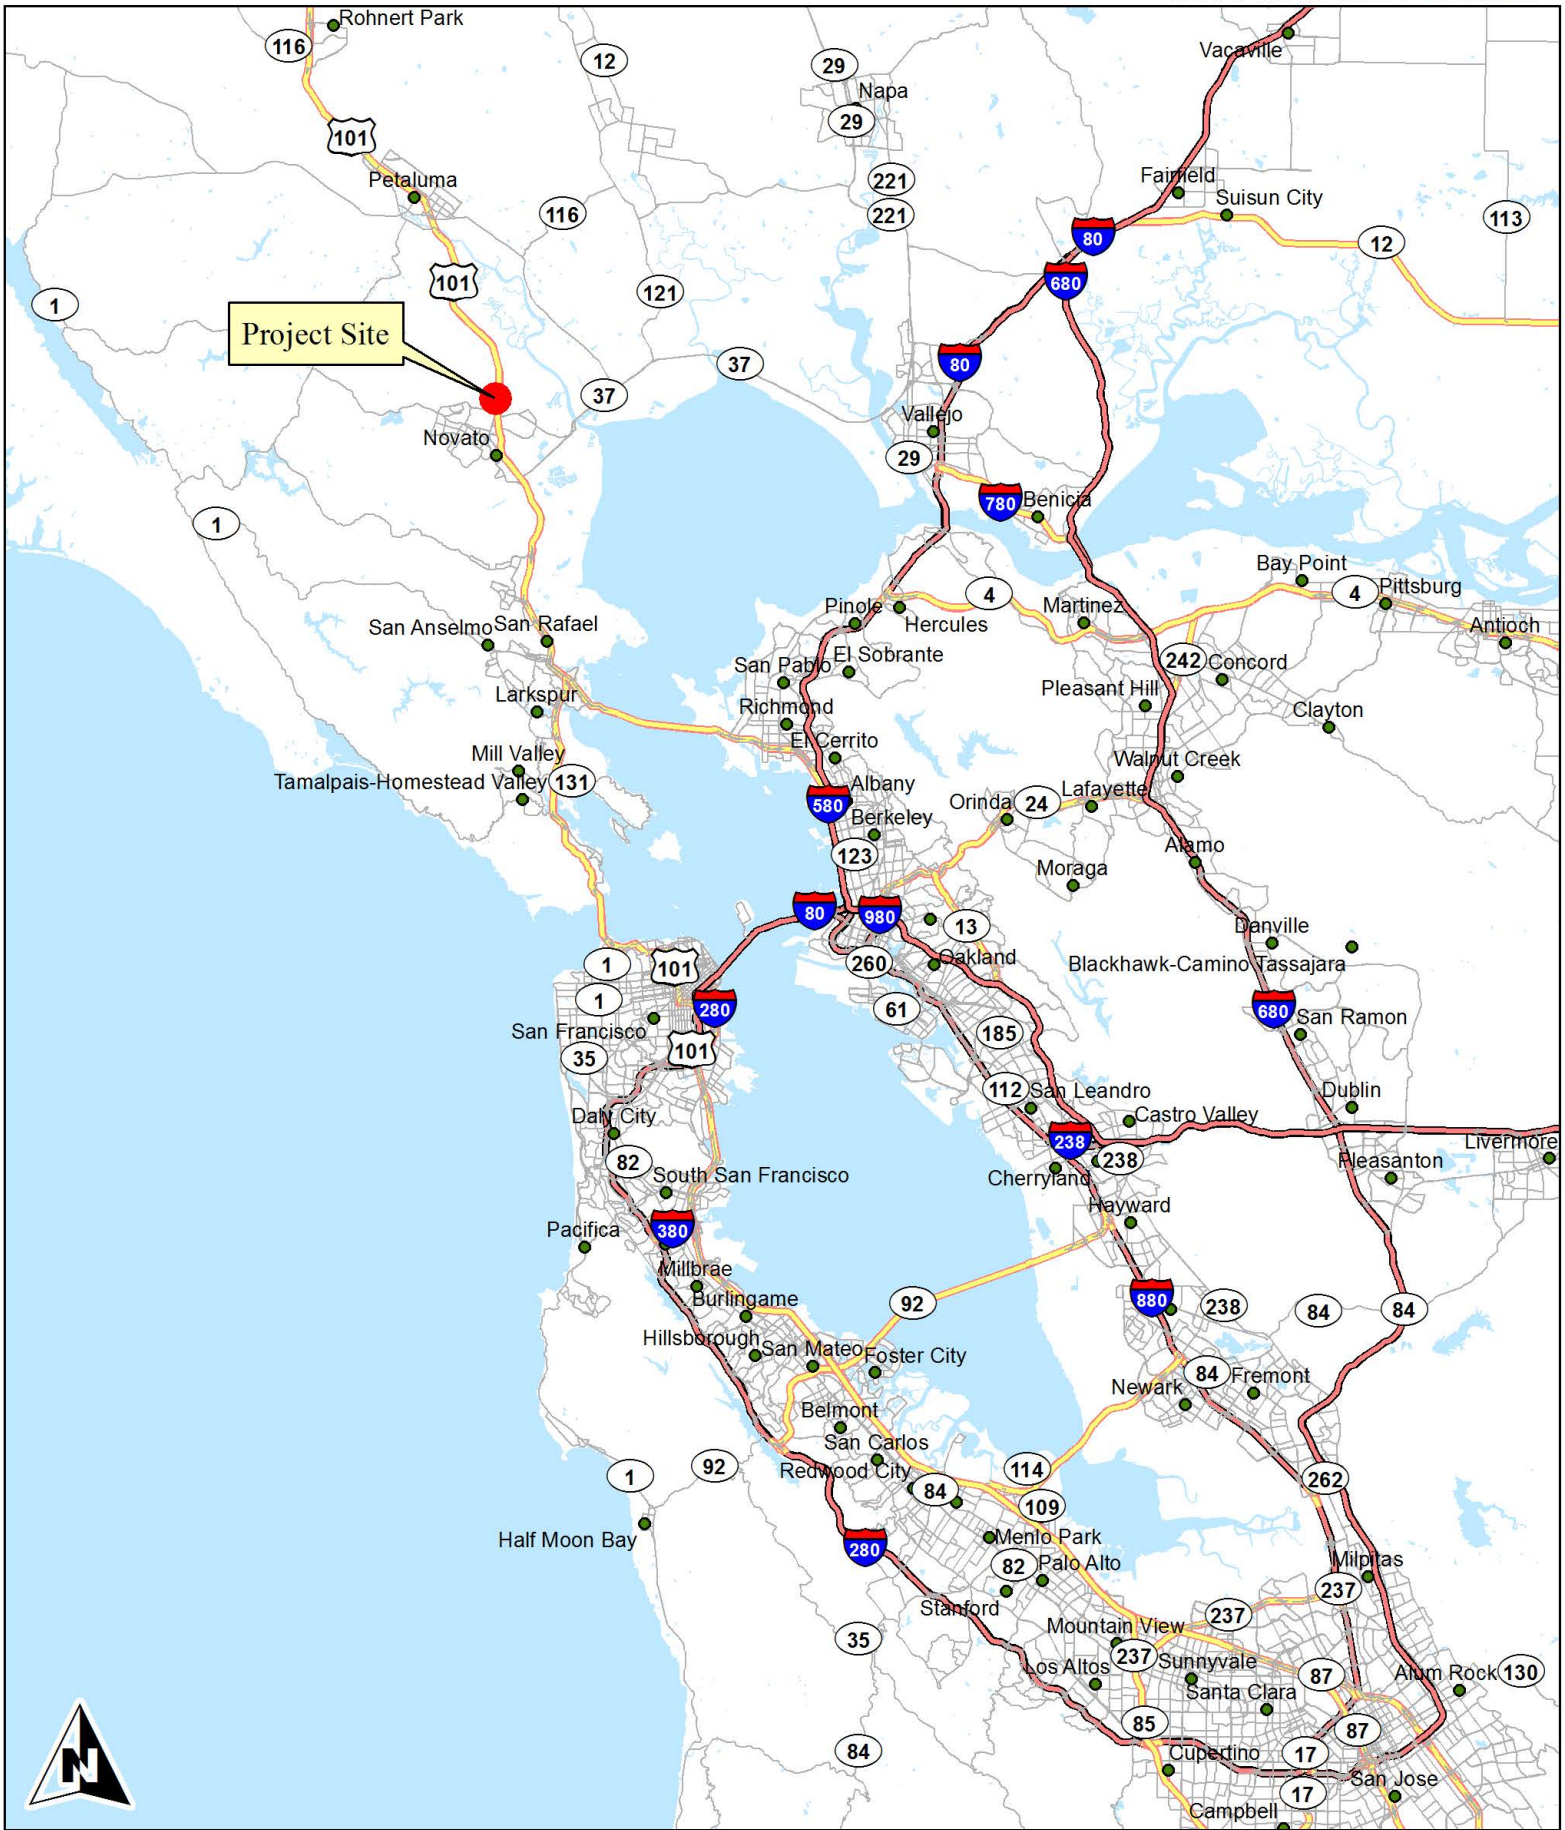 Rohnert Park
116
12
29
Napa
29
Vacaville
101
Petaluma
116
221
221
Fairfield
Suisun City
113
80
12
680
101
121
1
Project Site
37
37
80
Vallejo
Novato
29
780
Benicia
1
Bay Point
4
Pittsburg
4
Martinez
Pinole
Hercules
Antioch
San Anselmo
San Rafael
El Sobrante
San Pablo
242
Concord
Pleasant Hill
Larkspur
Richmond
Clayton
El Cerrito
Mill Valley
Walnut Creek
Tamalpais-Homestead Valley
131
Albany
580
Orinda
24
Lafayette
Berkeley
123
Alamo
Moraga
80
980
13
Danville
Oakland
260
Blackhawk-Camino Tassajara
1
101
1
280
61
680
San Ramon
San Francisco
35
101
185
112
San Leandro
Dublin
Daly City
Castro Valley
238
238
Livermore
82
Pleasanton
South San Francisco
Cherryland
Hayward
Pacifica
380
Millbrae
Burlingame
92
880
238
84
84
Hillsborough
San Mateo
Foster City
84
Fremont
Newark
Belmont
San Carlos
1
92
Redwood City
84
114
262
109
Half Moon Bay
280
Menlo Park
82
Palo Alto
Milpitas
237
Stanford
237
35
Mountain View
237
Sunnyvale
Los Altos
87
Alum Rock
130
Santa Clara
85
87
84
Cupertino
17
San Jose
17
Campbell
N